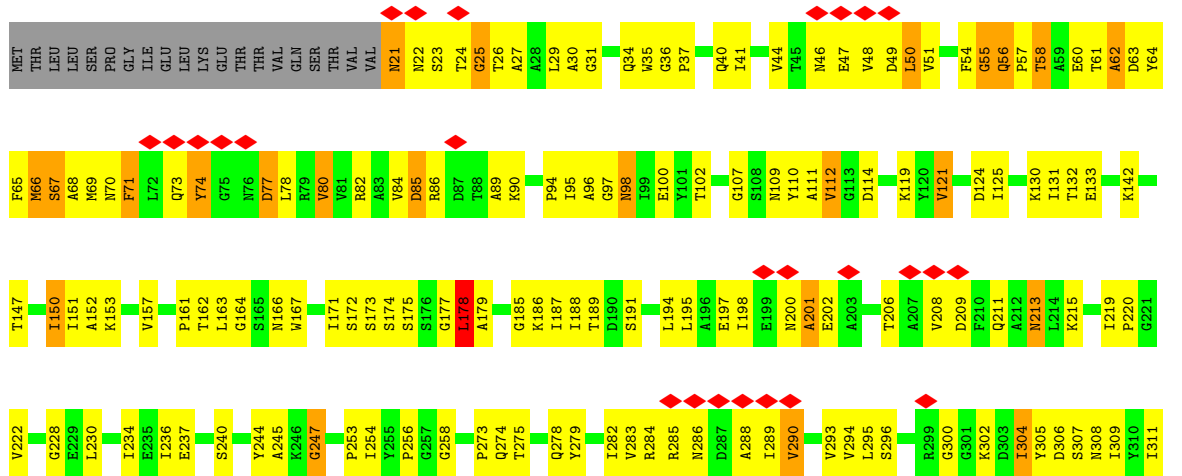 MET THR LEU LEU SER PRO GLY ILE GLU LEU LYS GLU THR THR VAL GLN SER THR VAL VAL N21 N22 S23 T24 G25 T26 A27 A28 L29 A30 G31 Q34 W35 G36 P37 Q40 I41 V44 T45 N46 E47 V48 D49 L50 V51 F54 G55 Q56 P57 T58 A59 E60 T61 A62 D63 Y64
F65 M66 S67 A68 M69 N70 F71 L72 Q73 Y74 G75 N76 D77 L78 R79 V80 V81 R82 A83 V84 D85 R86 D87 T88 A89 K90 P94 I95 A96 G97 N98 I99 E100 Y101 T102 G107 S108 N109 Y110 A111 V112 G113 D114 K119 Y120 V121 D124 I125 K130 I131 T132 E133 K142
T147 I150 I151 A152 K153 V157 P161 T162 L163 G164 S165 N166 W167 I171 S172 S173 S174 S175 S176 G177 L178 A179 G185 K186 I187 I188 T189 D190 S191 L194 L195 A196 E197 I198 E199 N200 A201 E202 A203 T206 A207 V208 D209 F210 Q211 A212 N213 L214 K215 I219 P220 G221
V222 G228 E229 L230 I234 E235 I236 E237 S240 Y244 A245 K246 G247 P253 I254 Y255 P256 G257 G258 P273 Q274 T275 Q278 Y279 I282 V283 R284 R285 N286 D287 A288 I289 V290 V293 V294 L295 S296 R299 G300 G301 K302 D303 I304 Y305 D306 S307 N308 I309 Y310 I311